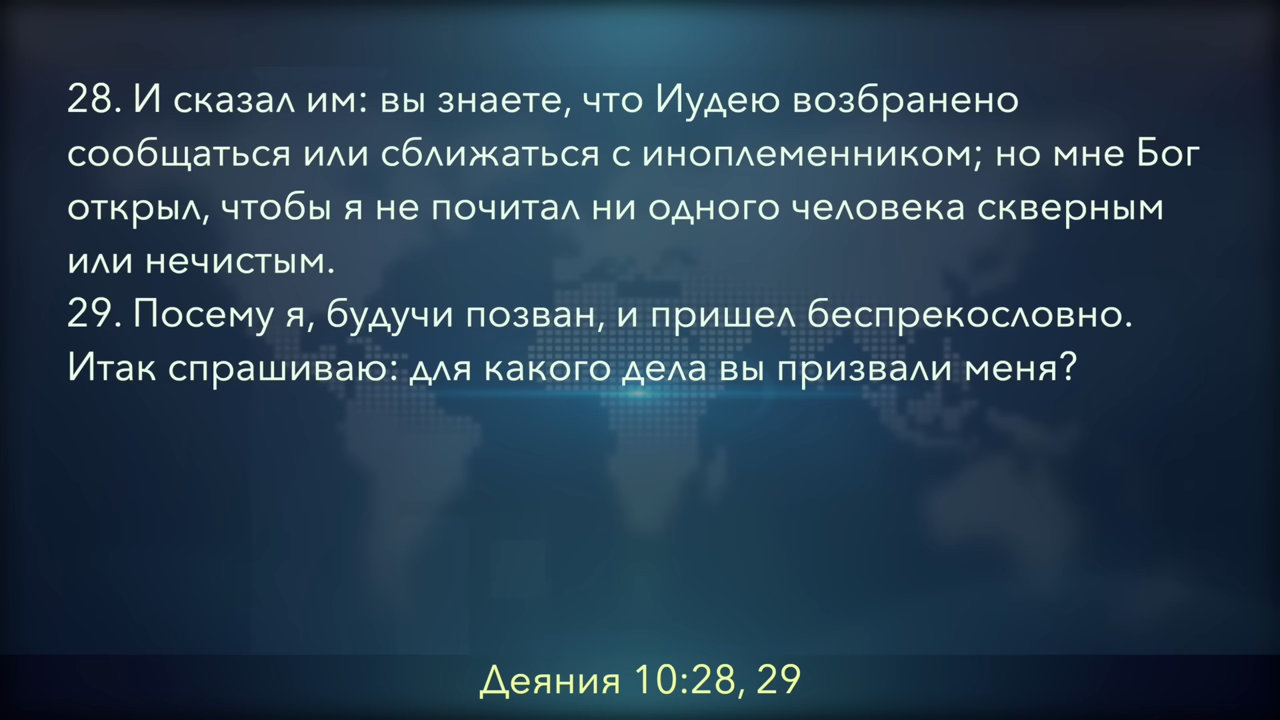 28. И сказал им: вы знаете, что Иудею возбранено
сообщаться или сближаться с иноплеменником; но мне Бог
открыл, чтобы я не почитал ни одного человека скверным
или нечистым.
29. Посему я, будучи позван, и пришел беспрекословно.
Итак спрашиваю: для какого дела вы призвали меня?
Деяния 10:28, 29